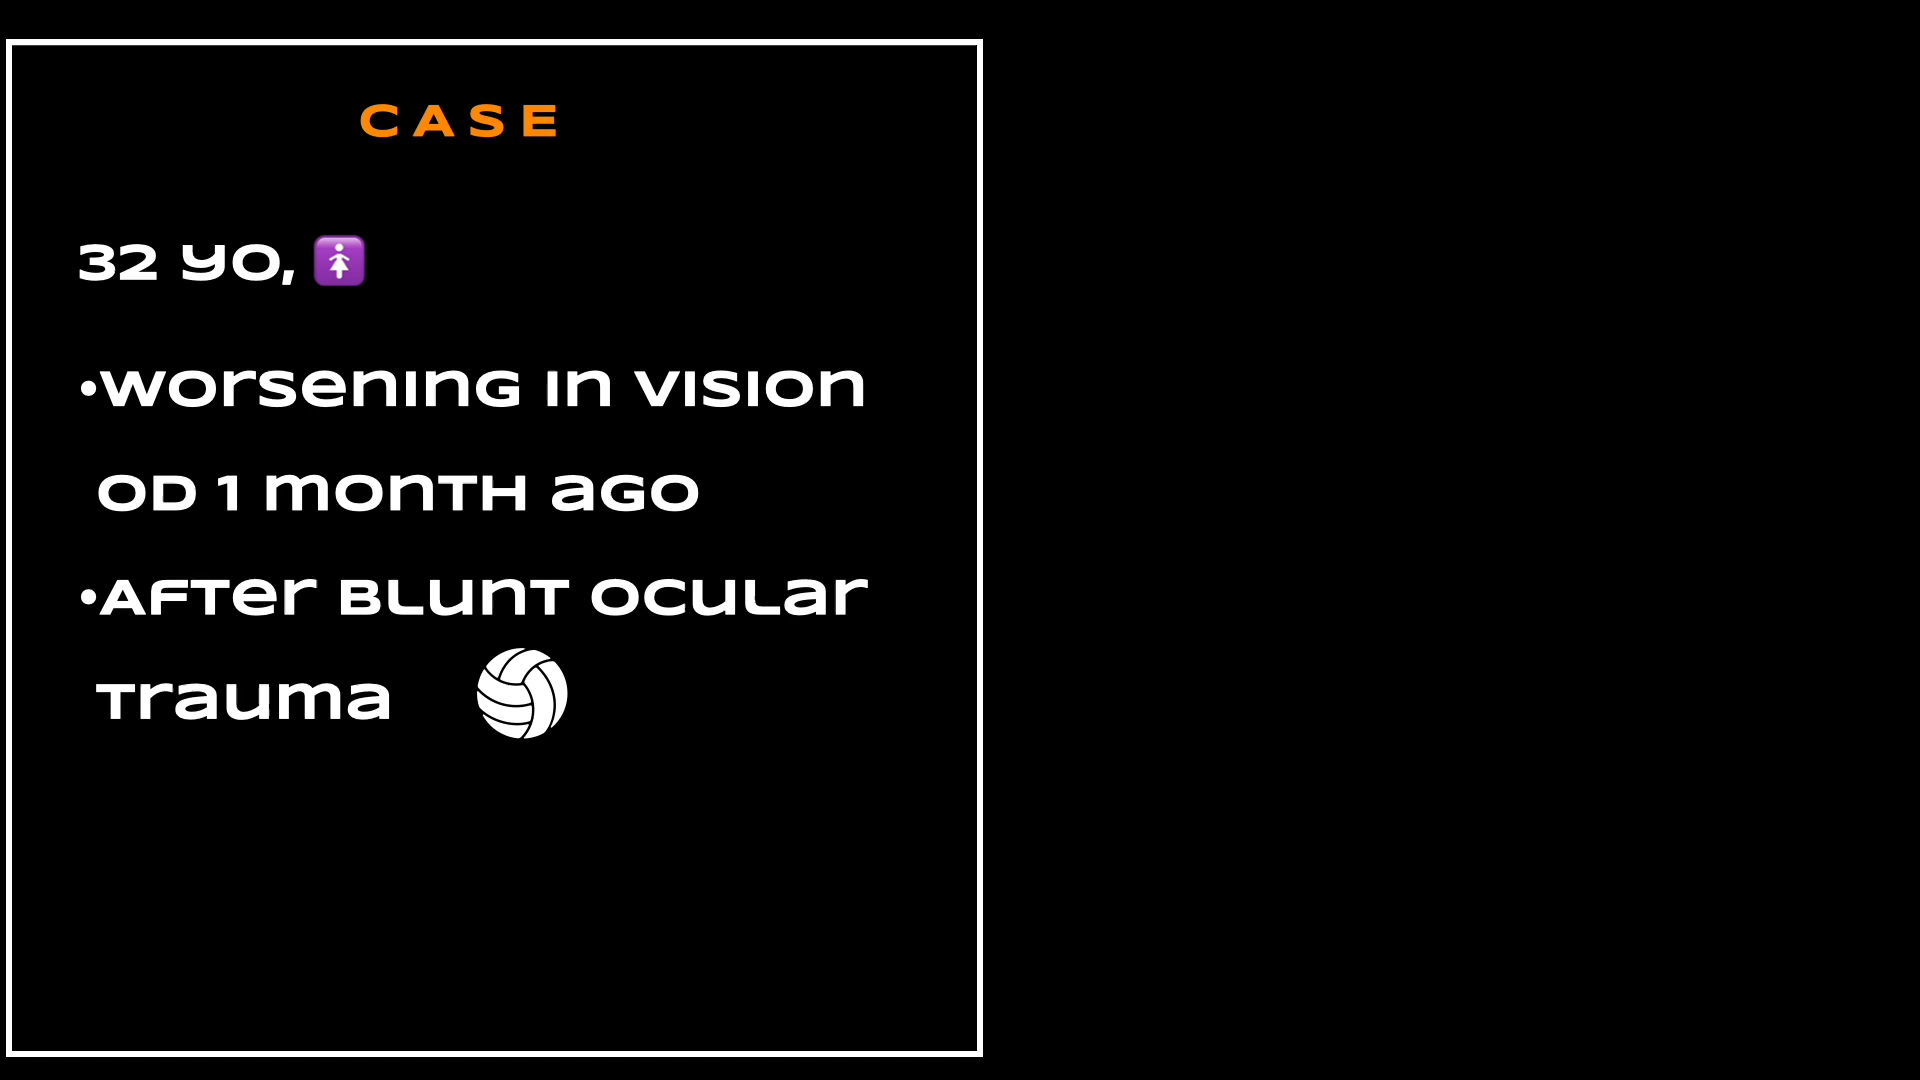 CASE
32 yo,
•Worsening in vision
OD 1 month ago
•After blunt ocular
trauma